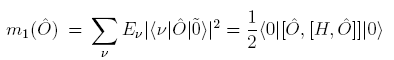 $m_1(\hat{O}) \;=\; \sum_{\nu} E_{\nu} |\langle \nu | \hat{O} | \tilde{0} \rangle|^2 = \frac{1}{2} \langle 0 | [\hat{O}, [H, \hat{O}]] | 0 \rangle$